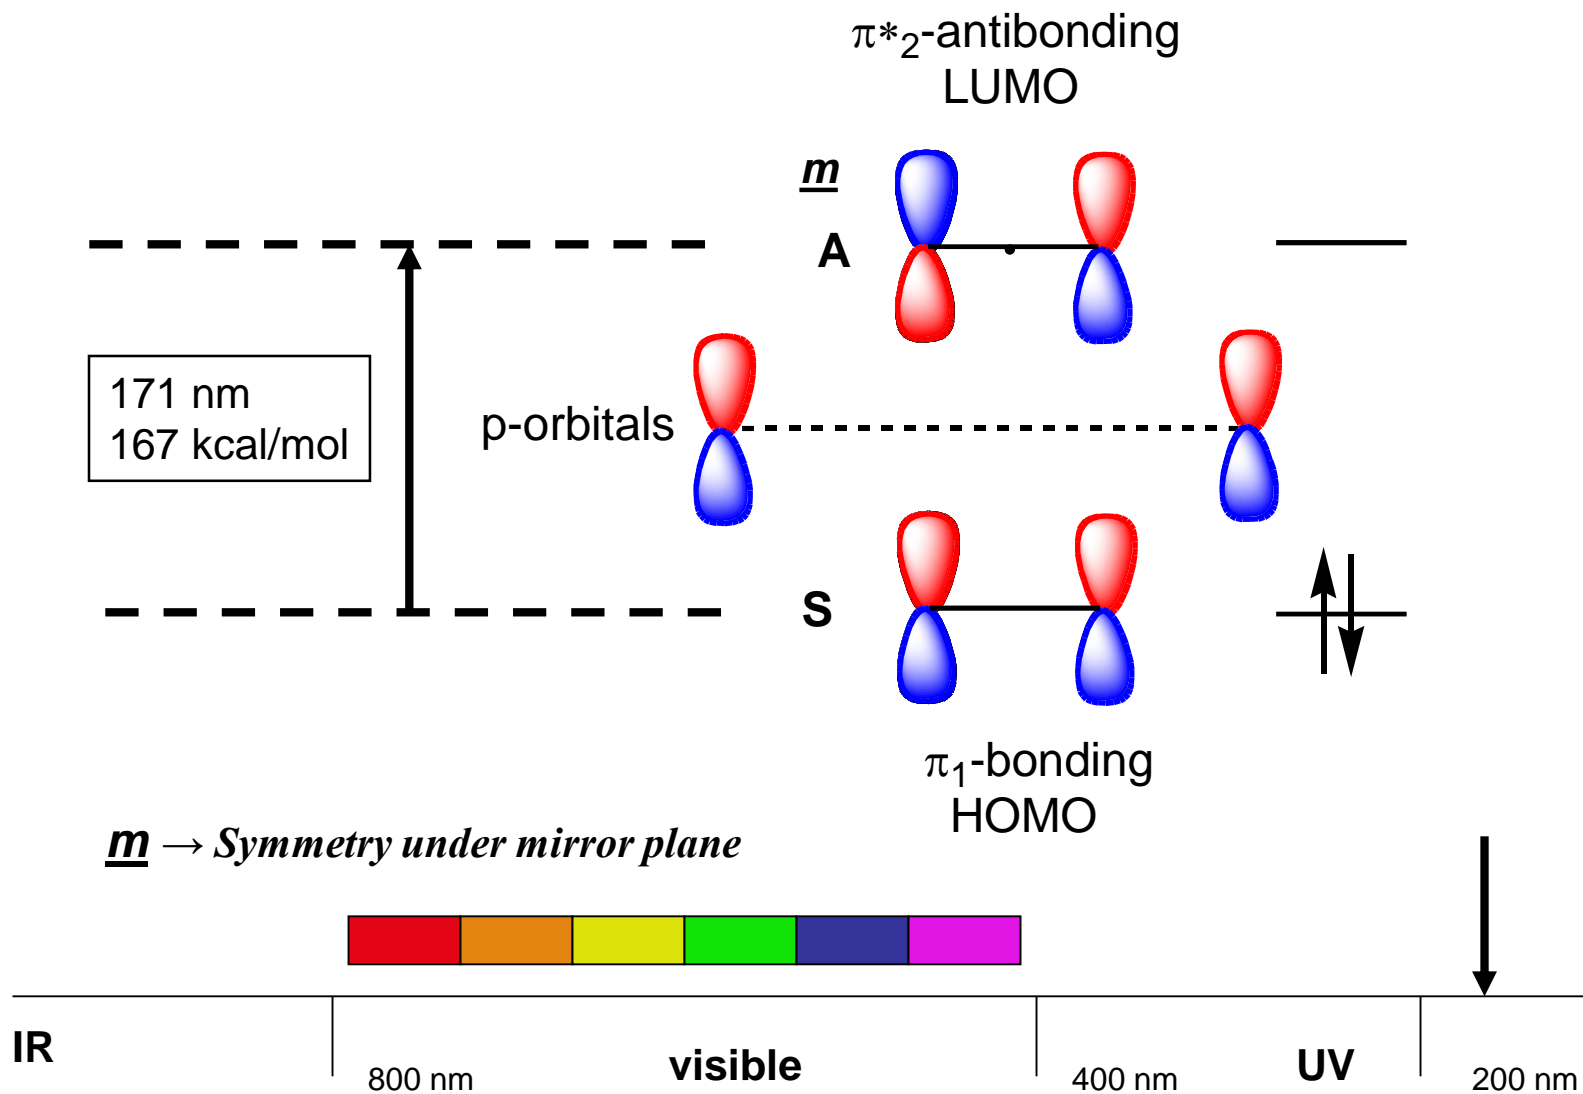 π*₂-antibonding
LUMO
m
A
171 nm
167 kcal/mol
p-orbitals
S
π₁-bonding
HOMO
m → Symmetry under mirror plane
IR
800 nm
visible
400 nm
UV
200 nm